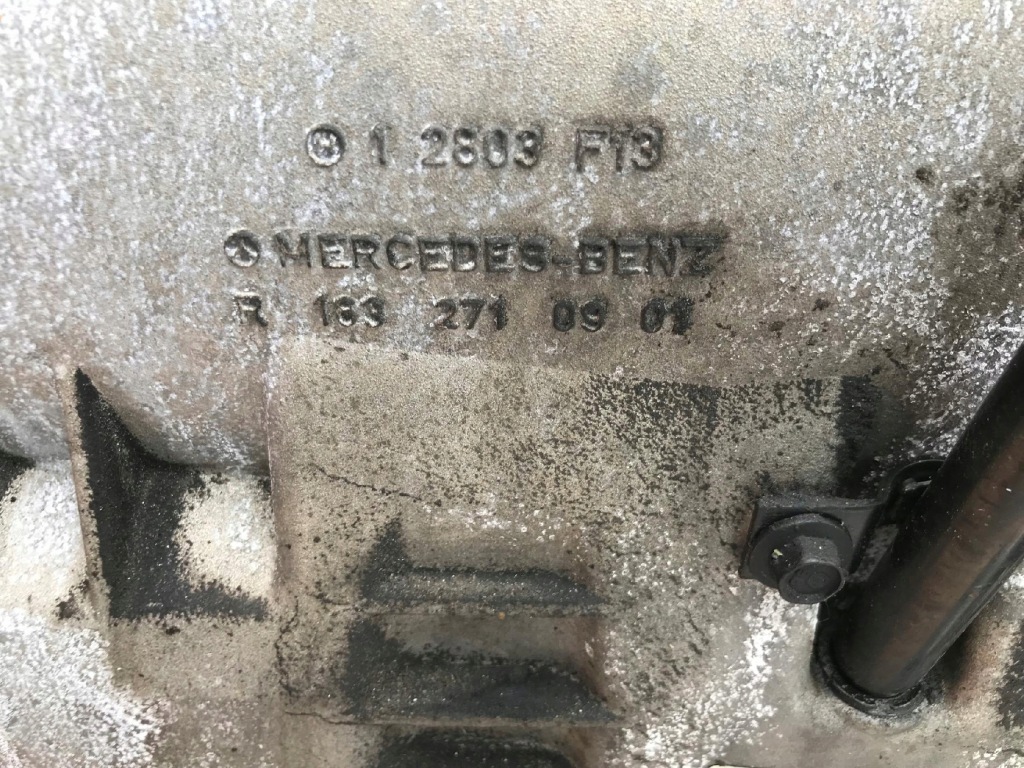 1 2803 F13
MERCEDES-BENZ
R 163 271 09 01